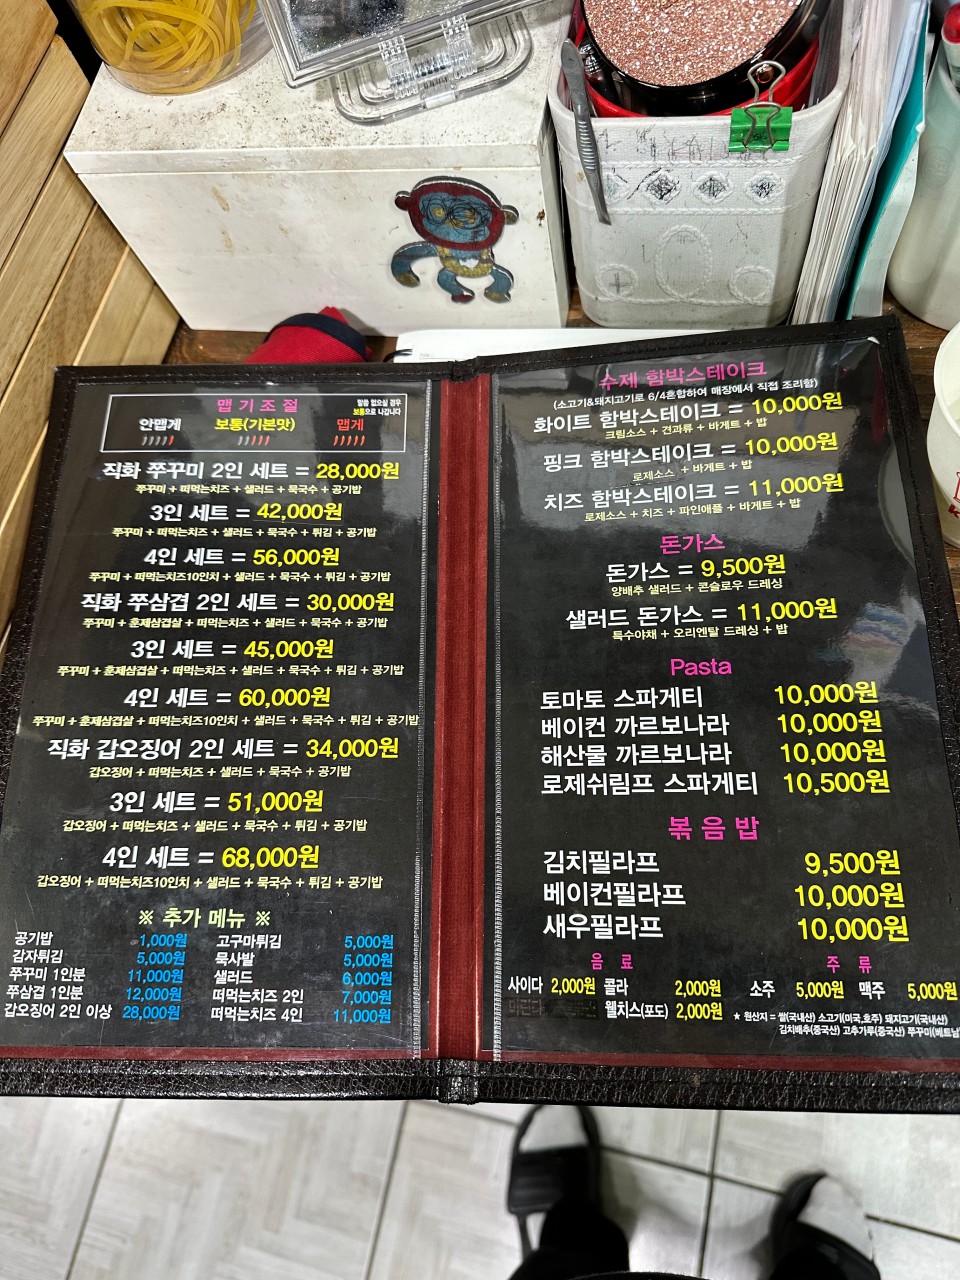 맵 기 조 절
말씀 없으실 경우
보통으로 나갑니다
안맵게 보통(기본맛) 맵게
직화 쭈꾸미 2인 세트 = 28,000원
쭈꾸미 + 떠먹는치즈 + 샐러드 + 묵국수 + 공기밥
3인 세트 = 42,000원
쭈꾸미 + 떠먹는치즈 + 샐러드 + 묵국수 + 튀김 + 공기밥
4인 세트 = 56,000원
쭈꾸미 + 떠먹는치즈10인치 + 샐러드 + 묵국수 + 튀김 + 공기밥
직화 쭈삼겹 2인 세트 = 30,000원
쭈꾸미 + 훈제삼겹살 + 떠먹는치즈 + 샐러드 + 묵국수 + 공기밥
3인 세트 = 45,000원
쭈꾸미 + 훈제삼겹살 + 떠먹는치즈 + 샐러드 + 묵국수 + 튀김 + 공기밥
4인 세트 = 60,000원
쭈꾸미 + 훈제삼겹살 + 떠먹는치즈10인치 + 샐러드 + 묵국수 + 튀김 + 공기밥
직화 갑오징어 2인 세트 = 34,000원
갑오징어 + 떠먹는치즈 + 샐러드 + 묵국수 + 공기밥
3인 세트 = 51,000원
갑오징어 + 떠먹는치즈 + 샐러드 + 묵국수 + 튀김 + 공기밥
4인 세트 = 68,000원
갑오징어 + 떠먹는치즈10인치 + 샐러드 + 묵국수 + 튀김 + 공기밥
※ 추가 메뉴 ※
공기밥 1,000원 고구마튀김 5,000원
감자튀김 5,000원 묵사발 5,000원
쭈꾸미 1인분 11,000원 샐러드 6,000원
쭈삼겹 1인분 12,000원 떠먹는치즈 2인 7,000원
갑오징어 2인 이상 28,000원 떠먹는치즈 4인 11,000원
수제 함박스테이크
(소고기&돼지고기로 6/4혼합하여 매장에서 직접 조리함)
화이트 함박스테이크 = 10,000원
크림소스 + 견과류 + 바게트 + 밥
핑크 함박스테이크 = 10,000원
로제소스 + 바게트 + 밥
치즈 함박스테이크 = 11,000원
로제소스 + 치즈 + 파인애플 + 바게트 + 밥
돈가스
돈가스 = 9,500원
양배추 샐러드 + 콘슬로우 드레싱
샐러드 돈가스 = 11,000원
특수야채 + 오리엔탈 드레싱 + 밥
Pasta
토마토 스파게티 10,000원
베이컨 까르보나라 10,000원
해산물 까르보나라 10,000원
로제쉬림프 스파게티 10,500원
볶 음 밥
김치필라프 9,500원
베이컨필라프 10,000원
새우필라프 10,000원
음 료 주 류
사이다 2,000원 콜라 2,000원 소주 5,000원 맥주 5,000원
웰치스(포도) 2,000원
★ 원산지 = 쌀(국내산) 소고기(미국,호주) 돼지고기(국내산)
김치배추(중국산) 고추가루(중국산) 쭈꾸미(베트남